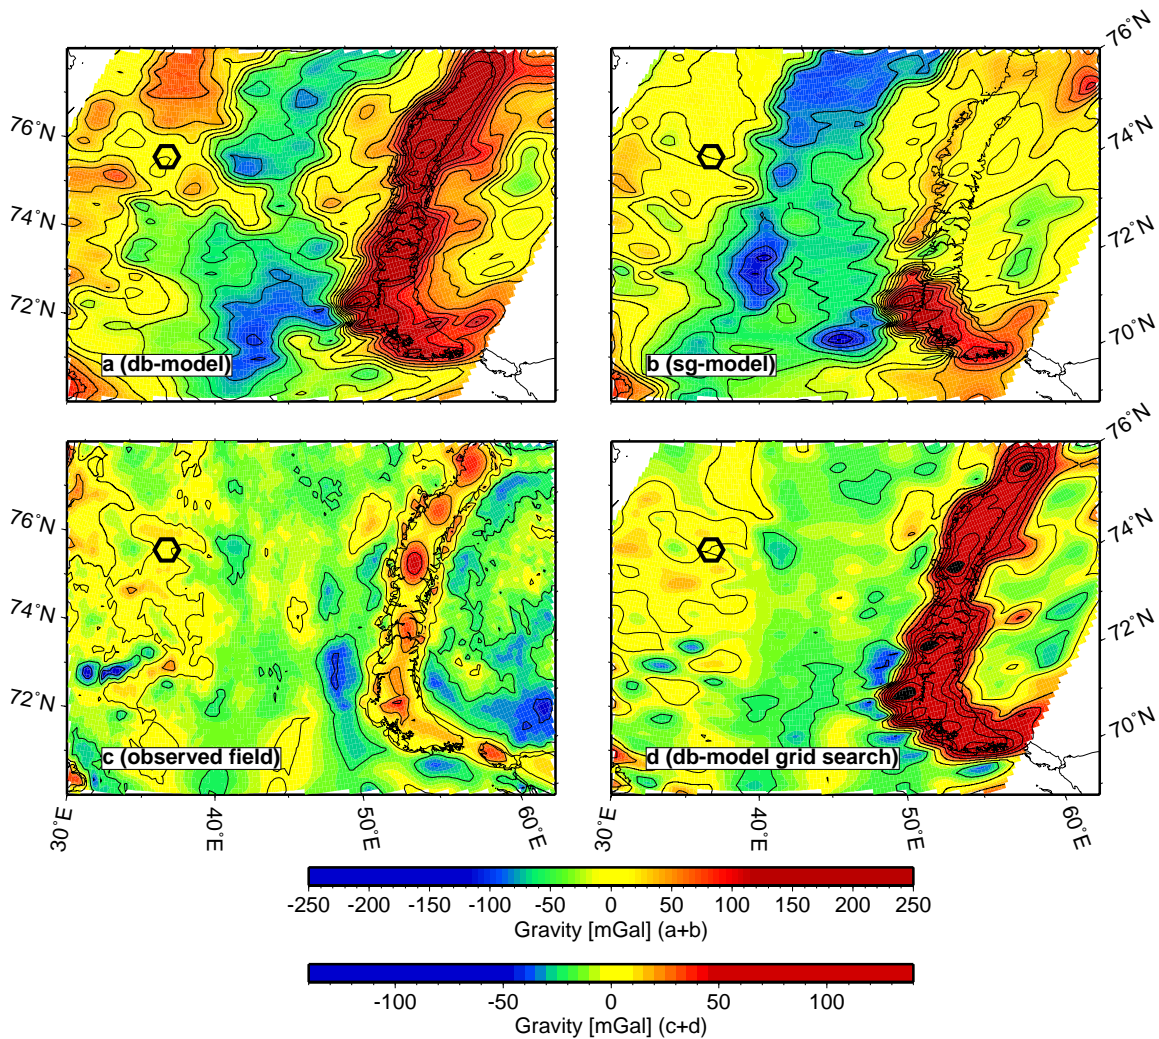 76˚N
76˚N
74˚N
74˚N
72˚N
72˚N
70˚N
a (db-model)
b (sg-model)
76˚N
76˚N
74˚N
74˚N
72˚N
72˚N
70˚N
c (observed field)
d (db-model grid search)
30˚E
40˚E
50˚E
60˚E
30˚E
40˚E
50˚E
60˚E
-250 -200 -150 -100 -50 0 50 100 150 200 250
Gravity [mGal] (a+b)
-100 -50 0 50 100
Gravity [mGal] (c+d)